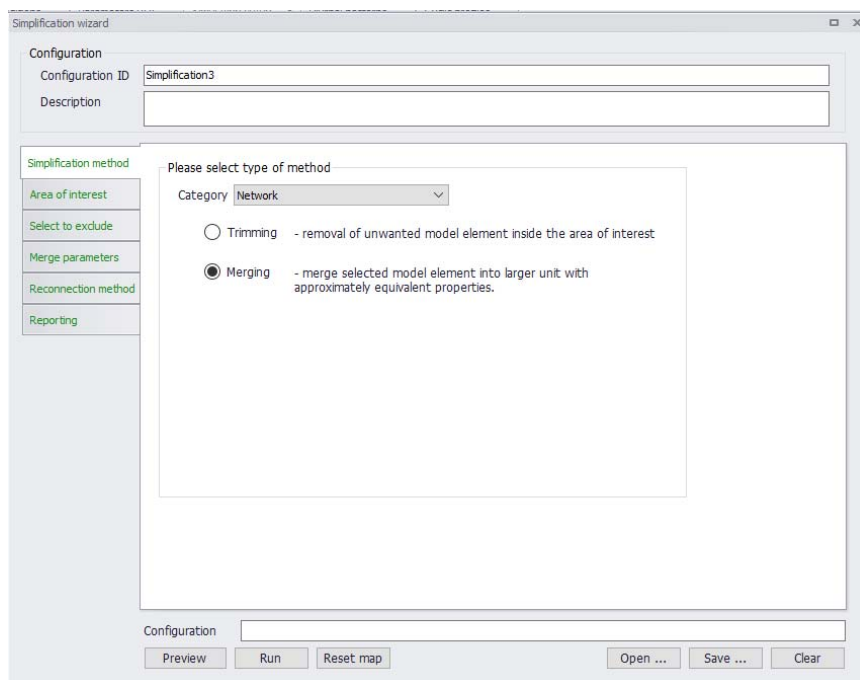 Simplification wizard
Configuration
Configuration ID Simplification3
Description
Simplification method
Area of interest
Select to exclude
Merge parameters
Reconnection method
Reporting
Please select type of method
Category Network
Trimming - removal of unwanted model element inside the area of interest
Merging - merge selected model element into larger unit with
approximately equivalent properties.
Configuration
Preview Run Reset map Open ... Save ... Clear